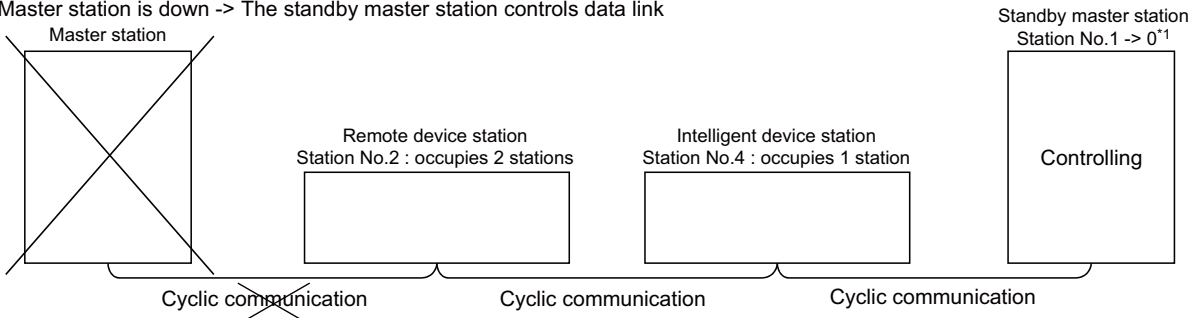 Master station is down -> The standby master station controls data link
Master station
Standby master station
Station No.1 -> 0*1
Remote device station
Station No.2 : occupies 2 stations
Intelligent device station
Station No.4 : occupies 1 station
Controlling
Cyclic communication
Cyclic communication
Cyclic communication